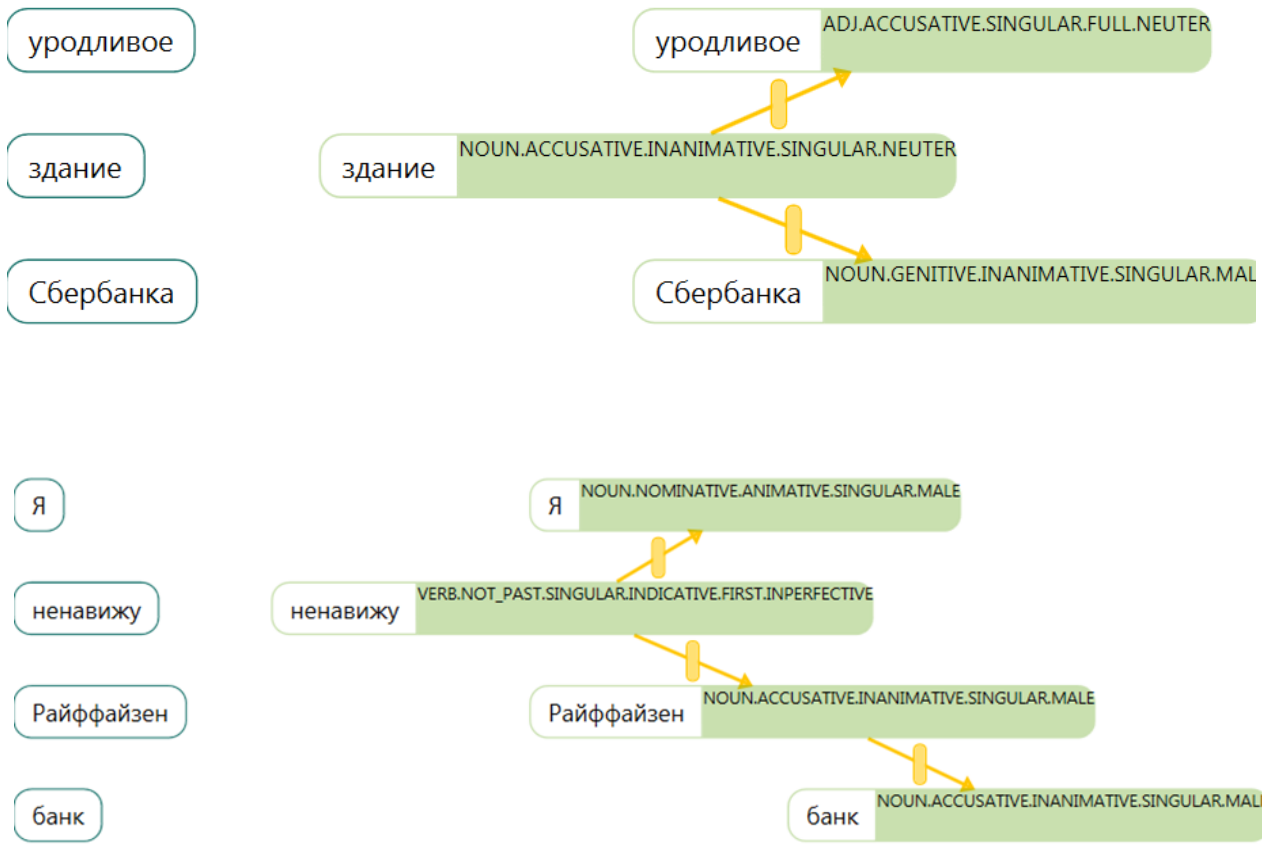 уродливое уродливое ADJ.ACCUSATIVE.SINGULAR.FULL.NEUTER
здание здание NOUN.ACCUSATIVE.INANIMATIVE.SINGULAR.NEUTER
Сбербанка Сбербанка NOUN.GENITIVE.INANIMATIVE.SINGULAR.MAL
Я Я NOUN.NOMINATIVE.ANIMATIVE.SINGULAR.MALE
ненавижу ненавижу VERB.NOT_PAST.SINGULAR.INDICATIVE.FIRST.INPERFECTIVE
Райффайзен Райффайзен NOUN.ACCUSATIVE.INANIMATIVE.SINGULAR.MALE
банк банк NOUN.ACCUSATIVE.INANIMATIVE.SINGULAR.MAL